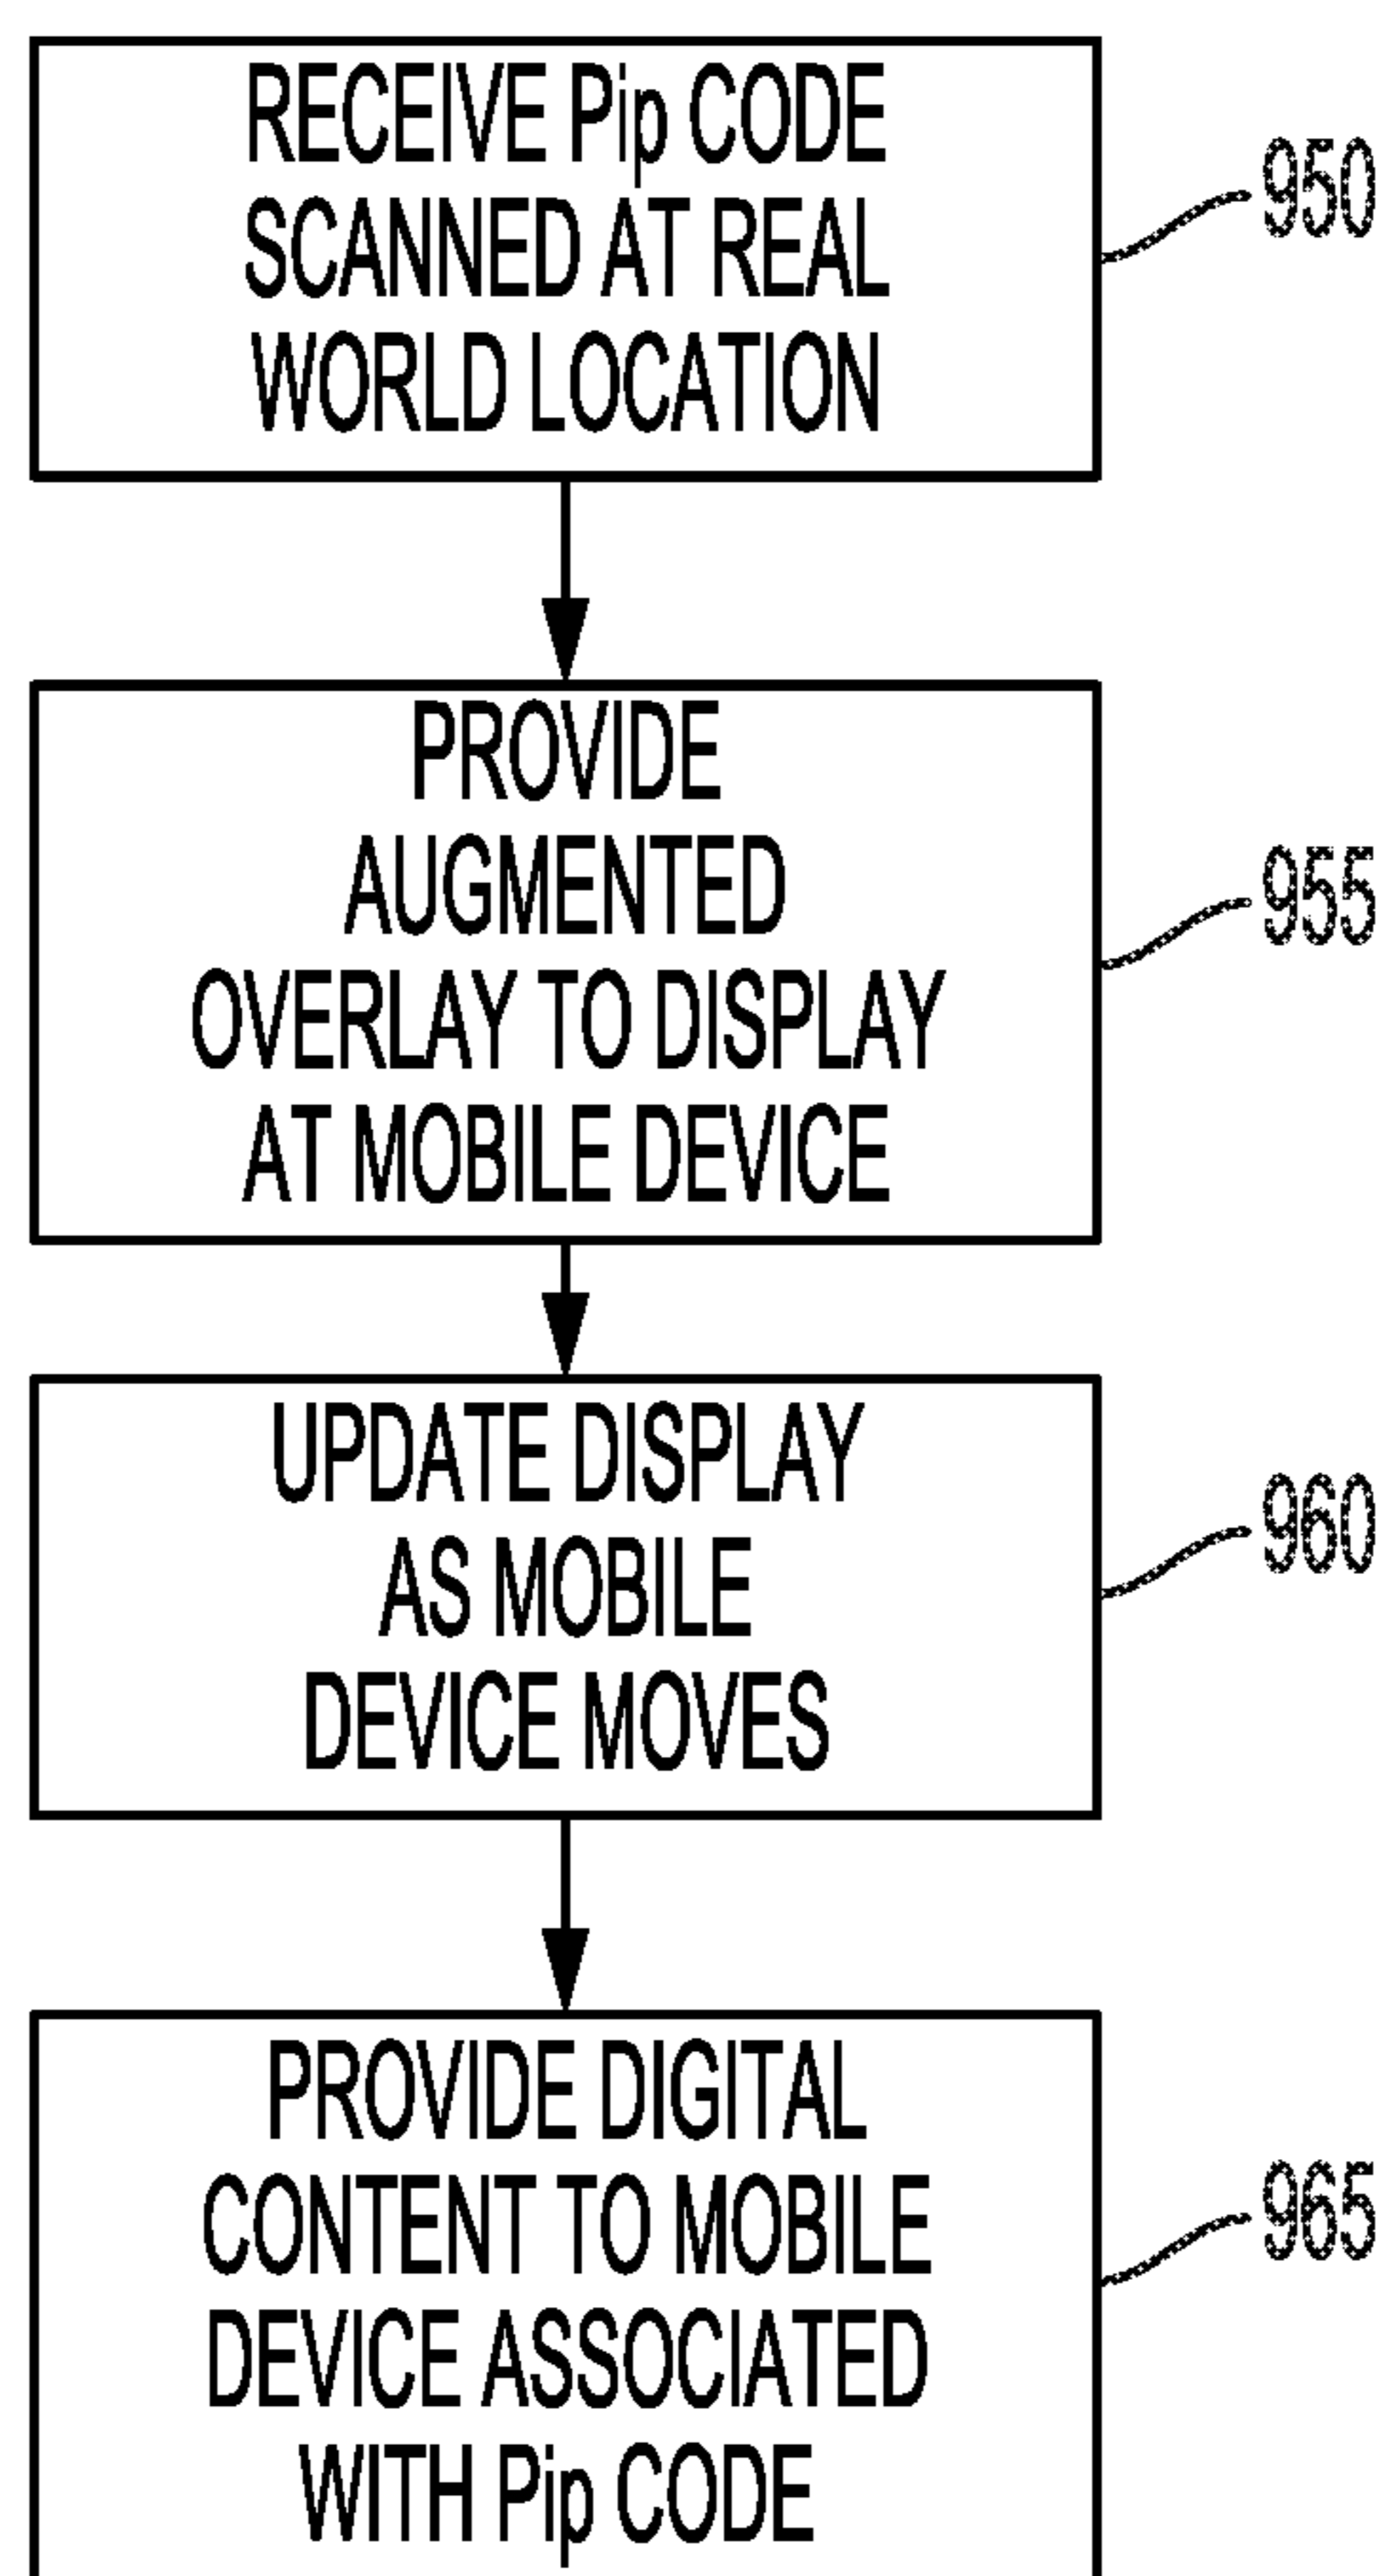 RECEIVE Pip CODE
SCANNED AT REAL
WORLD LOCATION
950
PROVIDE
AUGMENTED
OVERLAY TO DISPLAY
AT MOBILE DEVICE
955
UPDATE DISPLAY
AS MOBILE
DEVICE MOVES
960
PROVIDE DIGITAL
CONTENT TO MOBILE
DEVICE ASSOCIATED
WITH Pip CODE
965